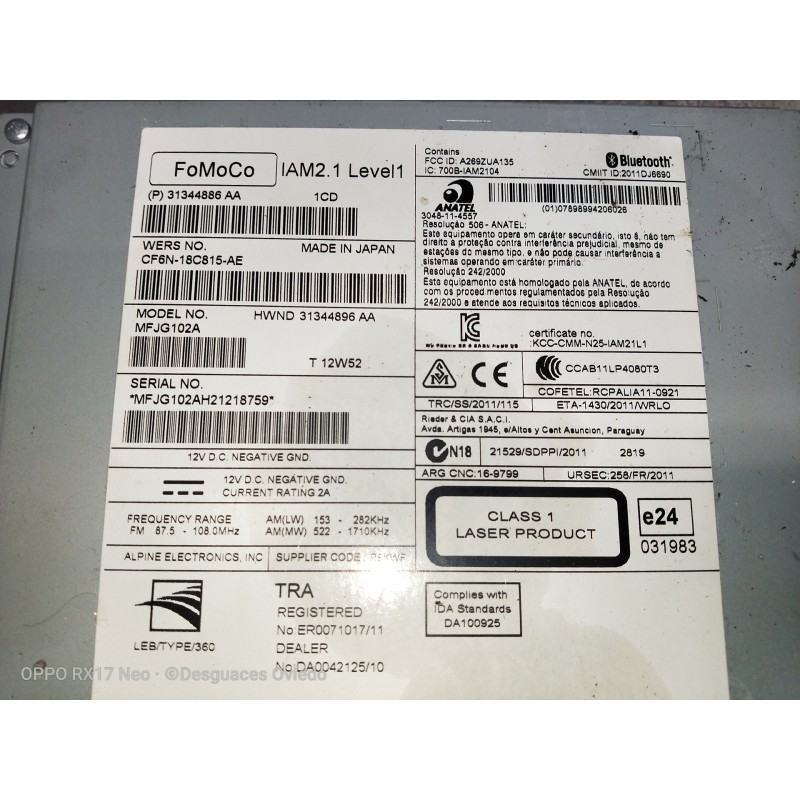 FoMoCo IAM2.1 Level1
(P) 31344886 AA 1CD
WERS NO. MADE IN JAPAN
CF6N-18C815-AE
MODEL NO. HWND 31344896 AA
MFJG102A
T 12W52
SERIAL NO.
*MFJG102AH21218759*
12V D.C. NEGATIVE GND.
12V D.C. NEGATIVE GND.
CURRENT RATING 2A
FREQUENCY RANGE AM(LW) 153 - 282KHz
FM 87.5 - 108.0MHz AM(MW) 522 - 1710KHz
ALPINE ELECTRONICS, INC SUPPLIER CODE :
LEB/TYPE/360
TRA
REGISTERED
No:ER0071017/11
DEALER
No:DA0042125/10
Contains
FCC ID: A269ZUA135
IC: 700B-IAM2104
Bluetooth
CMIIT ID:2011DJ6690
ANATEL
3048-11-4557
(01)07898994206026
Resolução 506 - ANATEL:
Este equipamento opera em caráter secundário, isto é, não tem
direito a proteção contra interferência prejudicial, mesmo de
estações do mesmo tipo, e não pode causar interferência a
sistemas operando em caráter primário.
Resolução 242/2000
Este equipamento está homologado pela ANATEL, de acordo
com os procedimentos regulamentados pela Resolução
242/2000 e atende aos requisitos técnicos aplicados.
certificate no.
:KCC-CMM-N25-IAM21L1
SM CE CCAB11LP4080T3
COFETEL:RCPALIA11-0921
TRC/SS/2011/115 ETA-1430/2011/WRLO
Rieder & CIA S.A.C.I.
Avda. Artigas 1945, e/Altos y Cent Asuncion, Paraguay
N18 21529/SDPPI/2011 2819
ARG CNC:16-9799 URSEC:258/FR/2011
CLASS 1
LASER PRODUCT
e24
031983
Complies with
IDA Standards
DA100925
OPPO RX17 Neo · ©Desguaces Oviedo